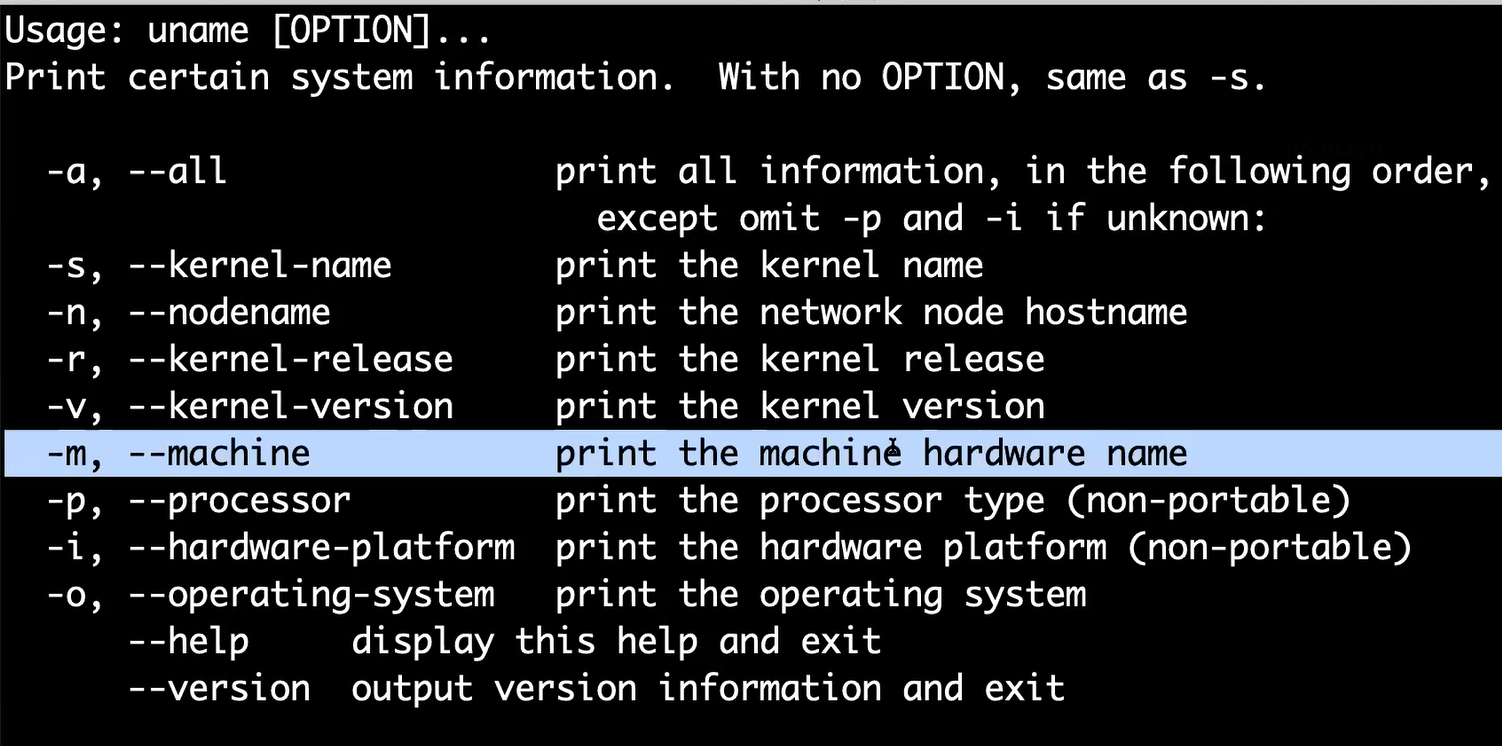 Usage: uname [OPTION]...
Print certain system information.  With no OPTION, same as -s.

  -a, --all                print all information, in the following order,
                             except omit -p and -i if unknown:
  -s, --kernel-name        print the kernel name
  -n, --nodename           print the network node hostname
  -r, --kernel-release     print the kernel release
  -v, --kernel-version     print the kernel version
  -m, --machine            print the machine hardware name
  -p, --processor          print the processor type (non-portable)
  -i, --hardware-platform  print the hardware platform (non-portable)
  -o, --operating-system   print the operating system
      --help     display this help and exit
      --version  output version information and exit